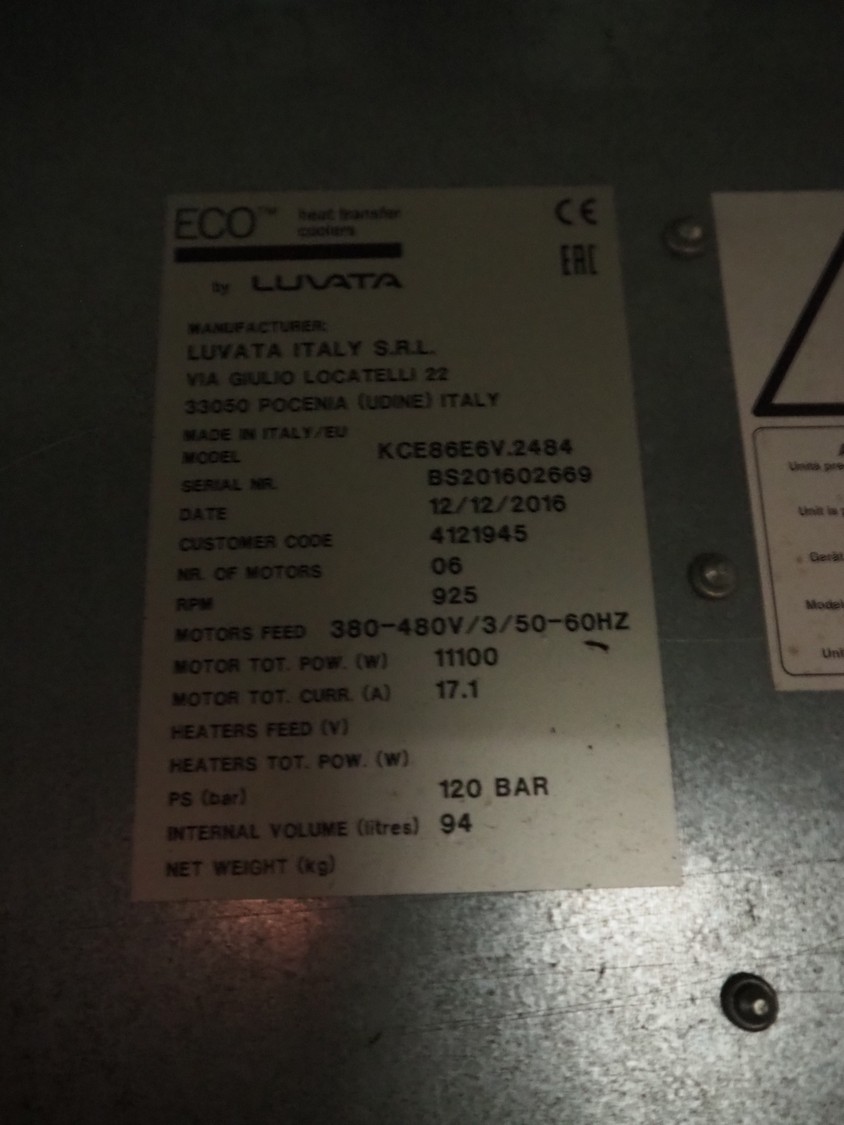 ECO™ heat transfer
coolers
CE
EAC
by LUVATA
MANUFACTURER:
LUVATA ITALY S.R.L.
VIA GIULIO LOCATELLI 22
33050 POCENIA (UDINE) ITALY
MADE IN ITALY/EU
MODEL KCE86E6V.2484
SERIAL NR. BS201602669
DATE 12/12/2016
CUSTOMER CODE 4121945
NR. OF MOTORS 06
RPM 925
MOTORS FEED 380-480V/3/50-60HZ
MOTOR TOT. POW. (W) 11100
MOTOR TOT. CURR. (A) 17.1
HEATERS FEED (V)
HEATERS TOT. POW. (W)
PS (bar) 120 BAR
INTERNAL VOLUME (litres) 94
NET WEIGHT (kg)
Unità
Unit is